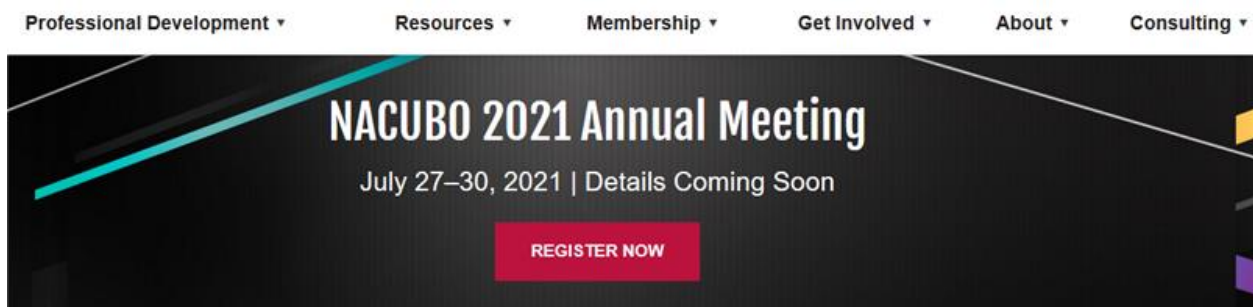 Professional Development ▾ Resources ▾ Membership ▾ Get Involved ▾ About ▾ Consulting ▾
NACUBO 2021 Annual Meeting
July 27–30, 2021 | Details Coming Soon
REGISTER NOW